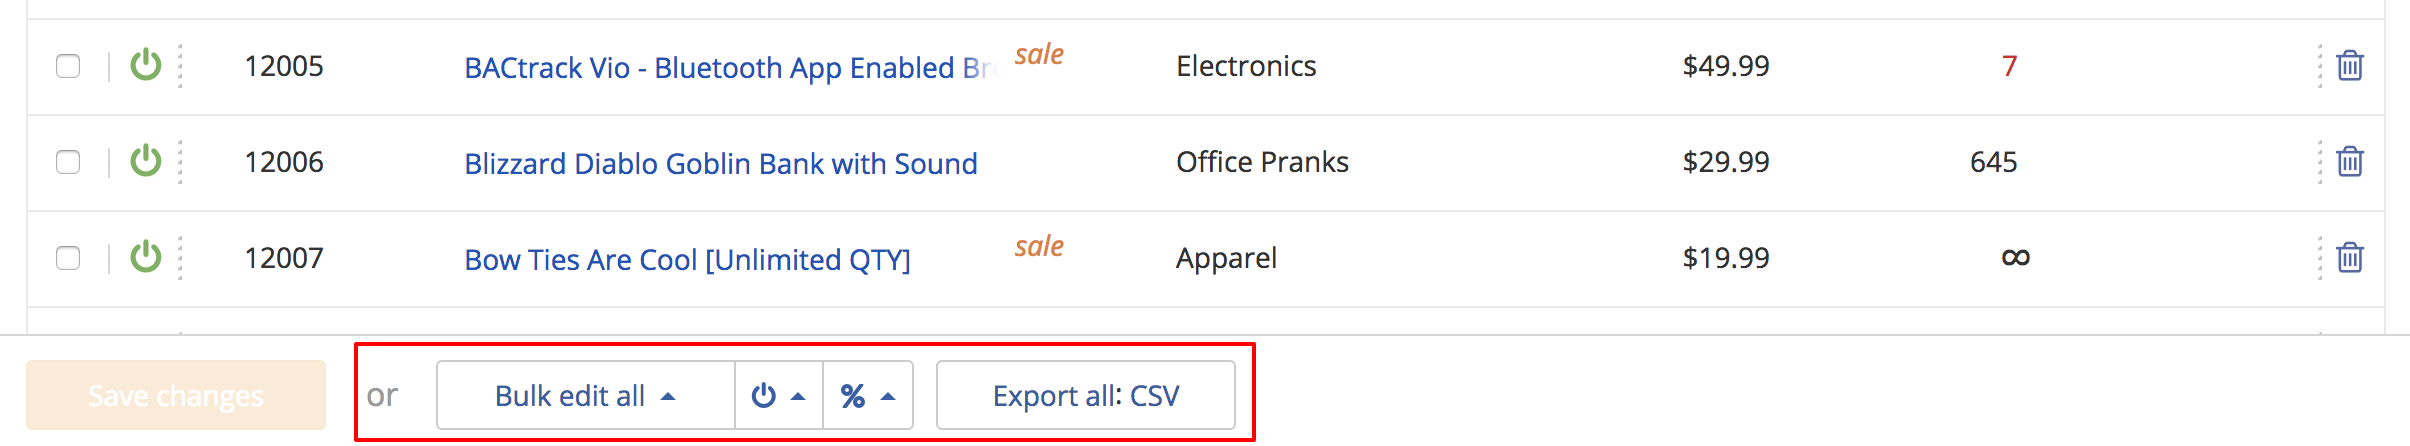 12005 BACtrack Vio - Bluetooth App Enabled sale Electronics $49.99 7
12006 Blizzard Diablo Goblin Bank with Sound Office Pranks $29.99 645
12007 Bow Ties Are Cool [Unlimited QTY] sale Apparel $19.99 ∞
Save changes or Bulk edit all % Export all: CSV